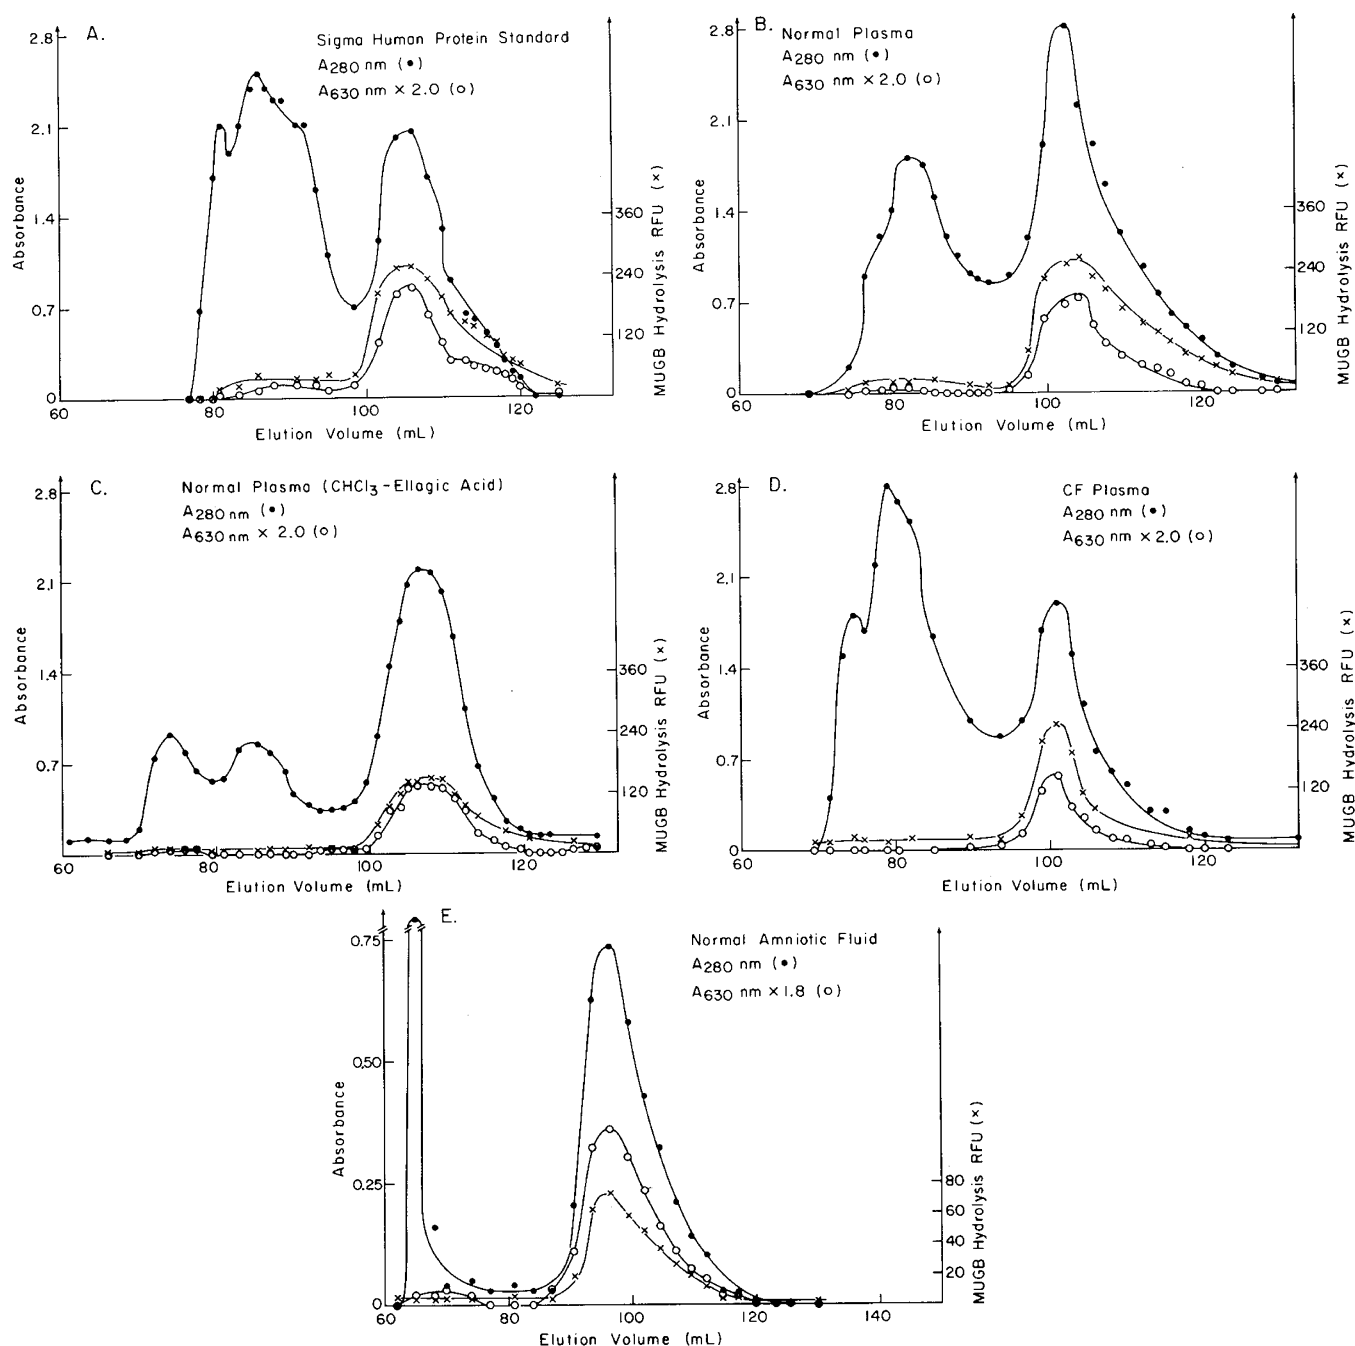 A.
Sigma Human Protein Standard
A280 nm (●)
A630 nm × 2.0 (○)
2.8
2.1
1.4
0.7
0
Absorbance
360
240
120
MUGB Hydrolysis RFU (×)
60
80
100
120
Elution Volume (mL)
B.
Normal Plasma
A280 nm (●)
A630 nm × 2.0 (○)
2.8
2.1
1.4
0.7
0
Absorbance
360
240
120
MUGB Hydrolysis RFU (×)
60
80
100
120
Elution Volume (mL)
C.
Normal Plasma (CHCl3-Ellagic Acid)
A280 nm (●)
A630 nm × 2.0 (○)
2.8
2.1
1.4
0.7
0
Absorbance
360
240
120
MUGB Hydrolysis RFU (×)
60
80
100
120
Elution Volume (mL)
D.
CF Plasma
A280 nm (●)
A630 nm × 2.0 (○)
2.8
2.1
1.4
0.7
0
Absorbance
360
240
120
MUGB Hydrolysis RFU (×)
60
80
100
120
Elution Volume (mL)
E.
Normal Amniotic Fluid
A280 nm (●)
A630 nm × 1.8 (○)
0.75
0.50
0.25
0
Absorbance
80
60
40
20
MUGB Hydrolysis RFU (×)
60
80
100
120
140
Elution Volume (mL)